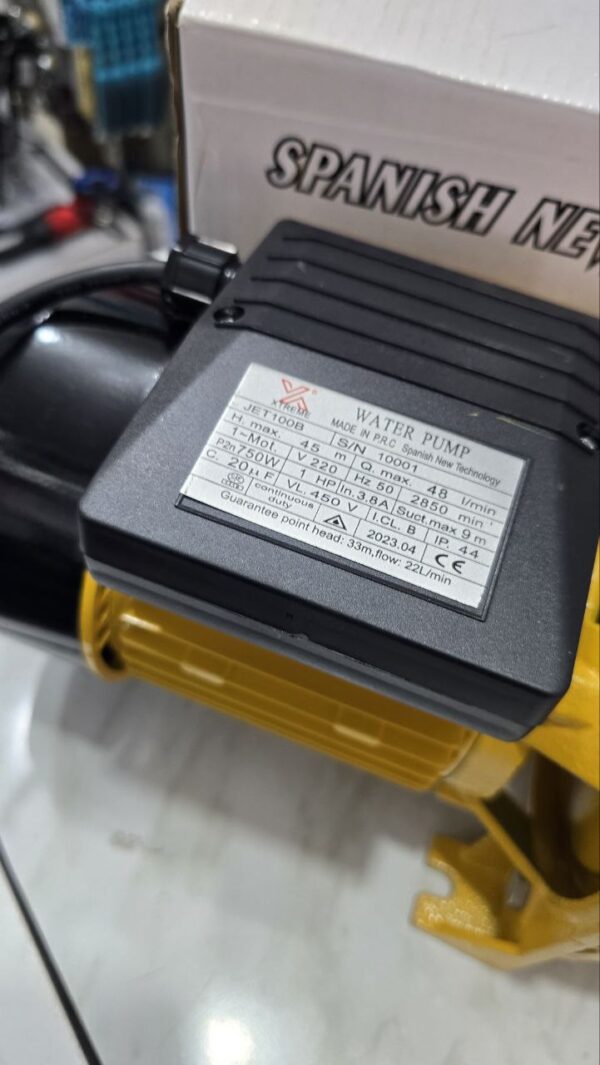 SPANISH NEW
XTREME
WATER PUMP
MADE IN P.R.C Spanish New Technology
JET100B S/N 10001
H. max. 45 m Q. max. 48 l/min
1~Mot V 220 Hz 50 2850 min⁻
P2n 750W 1 HP In. 3.8A Suct.max 9 m
C. 20μF VL. 450 V I.CL. B IP. 44
continuous duty 2023.04 CE
Guarantee point head: 33m,flow: 22L/min